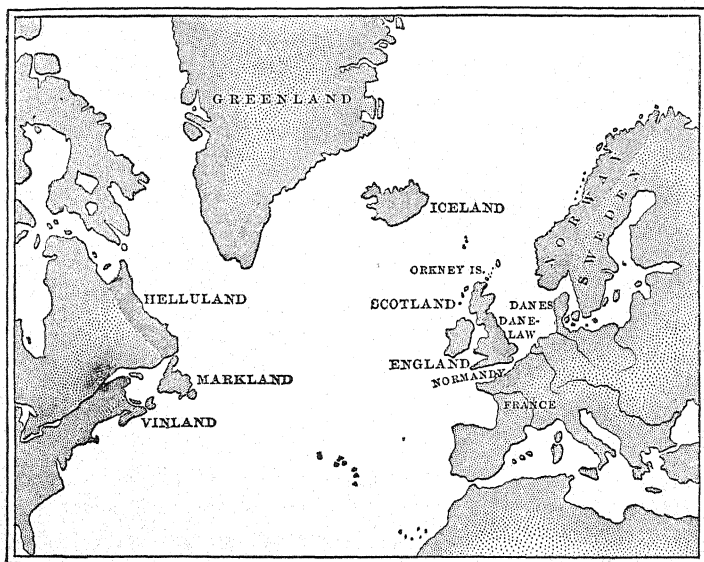 GREENLAND
NORWAY
SWEDEN
ICELAND
ORKNEY IS.
HELLULAND
SCOTLAND
DANES
DANE-
LAW
ENGLAND
MARKLAND
NORMANDY
FRANCE
VINLAND